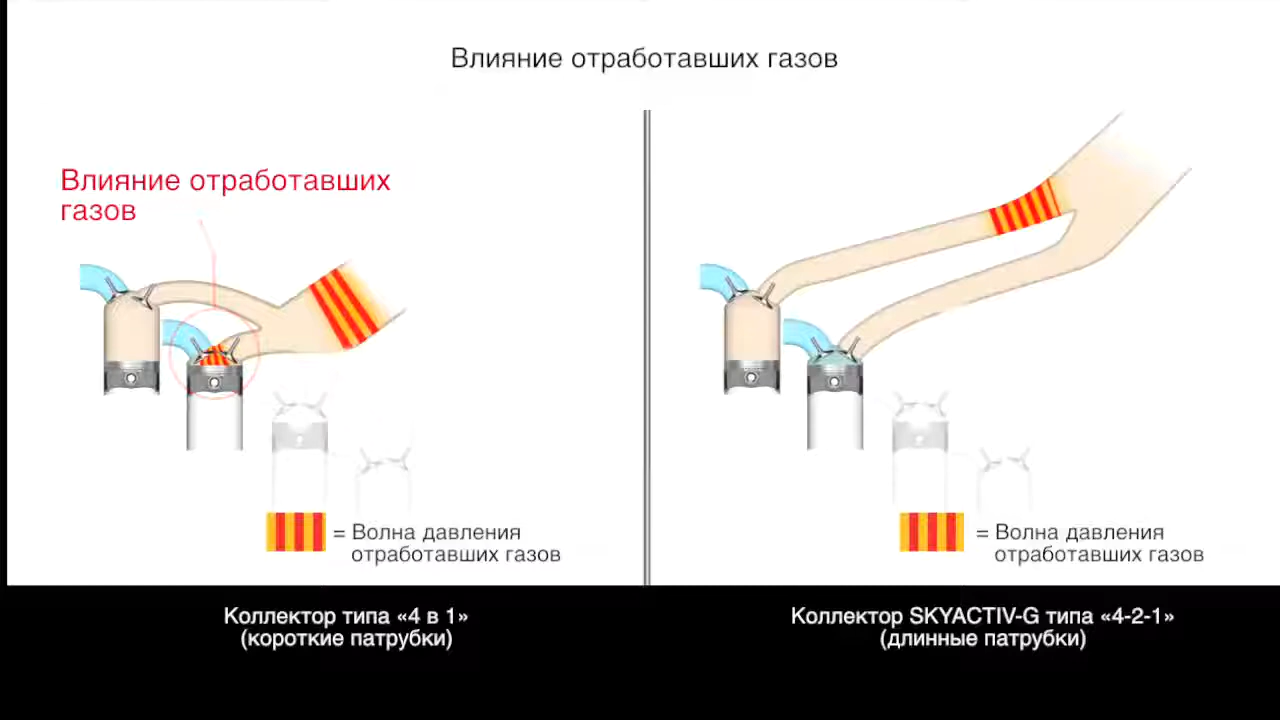 Влияние отработавших газов
Влияние отработавших
газов
= Волна давления
отработавших газов
= Волна давления
отработавших газов
Коллектор типа «4 в 1»
(короткие патрубки)
Коллектор SKYACTIV-G типа «4-2-1»
(длинные патрубки)